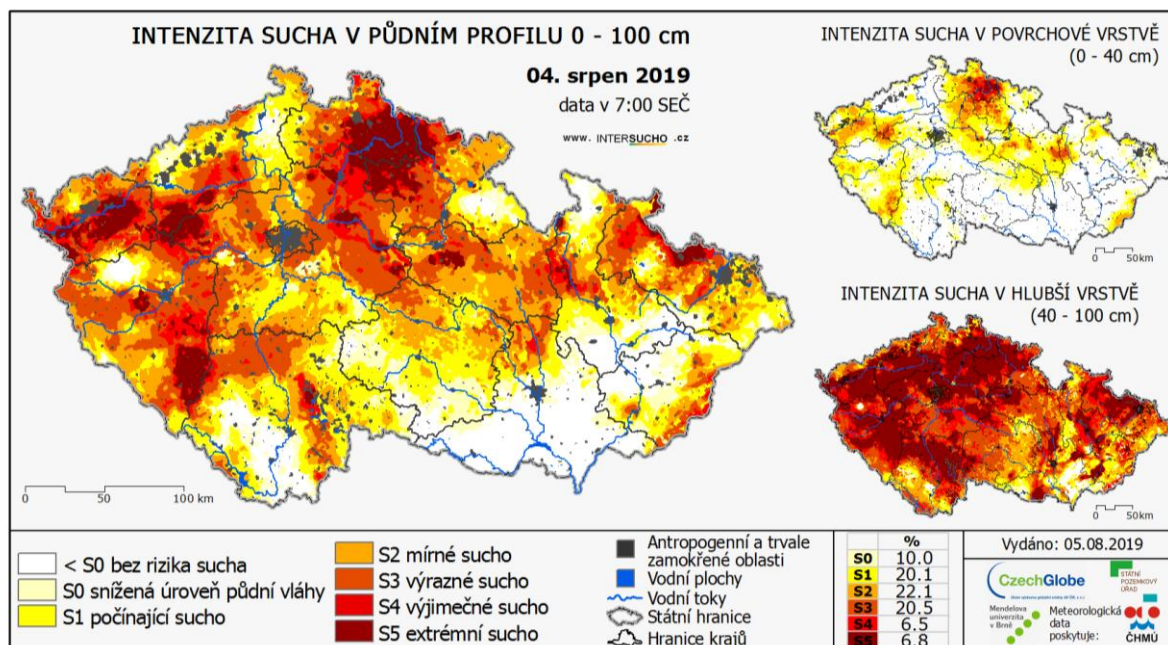 INTENZITA SUCHA V PŮDNÍM PROFILU 0 - 100 cm
04. srpen 2019
data v 7:00 SEČ
www. INTERSUCHO .cz
INTENZITA SUCHA V POVRCHOVÉ VRSTVĚ
(0 - 40 cm)
0 50km
INTENZITA SUCHA V HLUBŠÍ VRSTVĚ
(40 - 100 cm)
0 50km
0 50 100 km
< S0 bez rizika sucha
S0 snížená úroveň půdní vláhy
S1 počínající sucho
S2 mírné sucho
S3 výrazné sucho
S4 výjimečné sucho
S5 extrémní sucho
Antropogenní a trvale
zamokřené oblasti
Vodní plochy
Vodní toky
Státní hranice
Hranice krajů
%
S0 10.0
S1 20.1
S2 22.1
S3 20.5
S4 6.5
S5 6.8
Vydáno: 05.08.2019
CzechGlobe
STÁTNÍ
POZEMKOVÝ
ÚŘAD
Mendelova
univerzita
v Brně
Meteorologická
data
poskytuje:
ČHMÚ